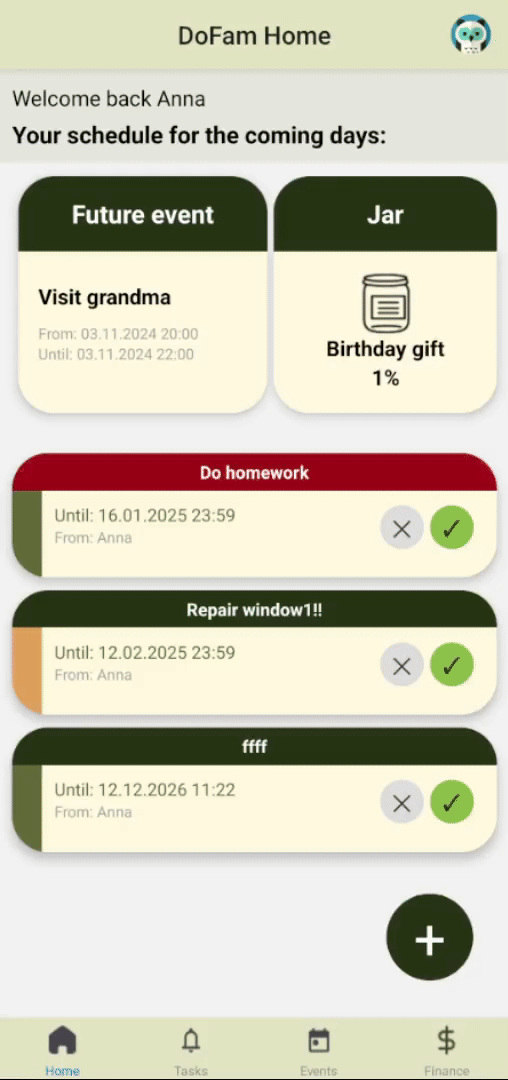 DoFam Home
Welcome back Anna
Your schedule for the coming days:
Future event
Visit grandma
From: 03.11.2024 20:00
Until: 03.11.2024 22:00
Jar
Birthday gift
1%
Do homework
Until: 16.01.2025 23:59
From: Anna
Repair window1!!
Until: 12.02.2025 23:59
From: Anna
ffff
Until: 12.12.2026 11:22
From: Anna
Home
Tasks
Events
Finance